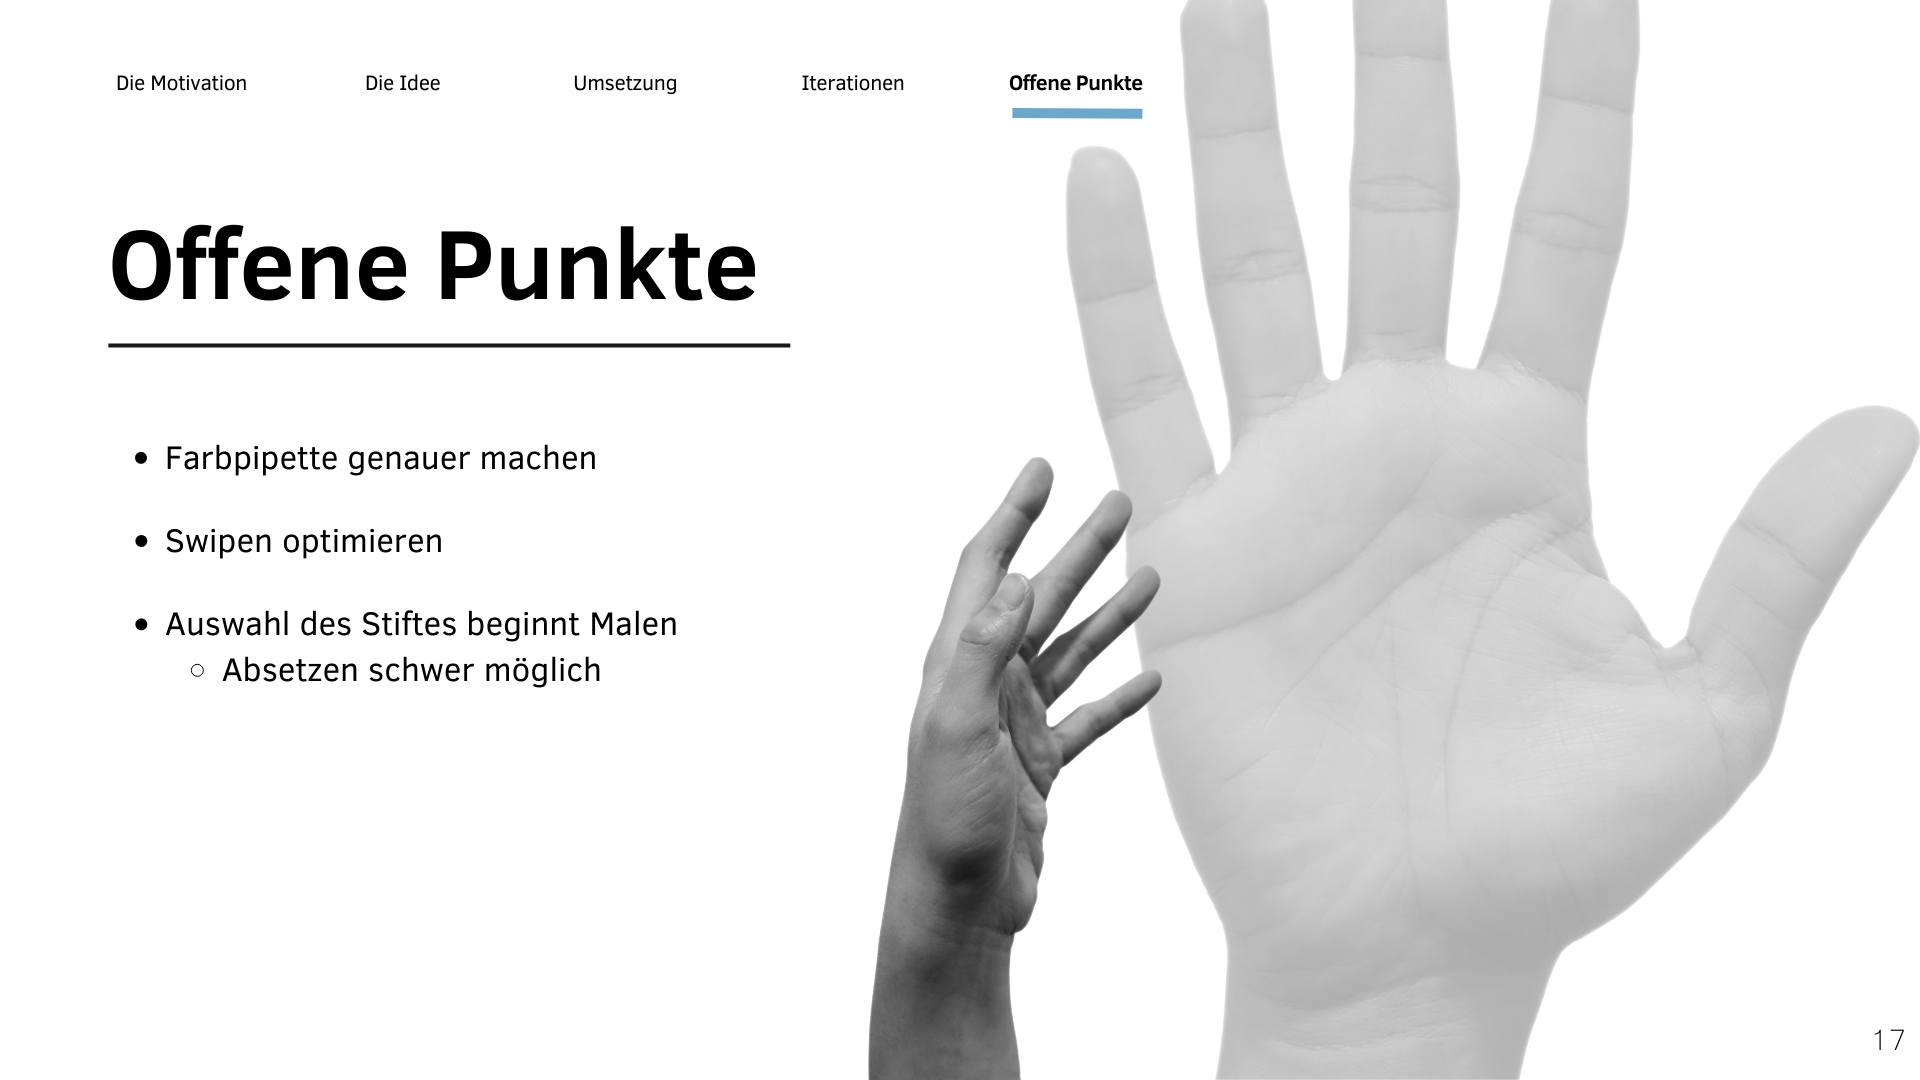 Die Motivation Die Idee Umsetzung Iterationen Offene Punkte
Offene Punkte
• Farbpipette genauer machen
• Swipen optimieren
• Auswahl des Stiftes beginnt Malen
○ Absetzen schwer möglich
17